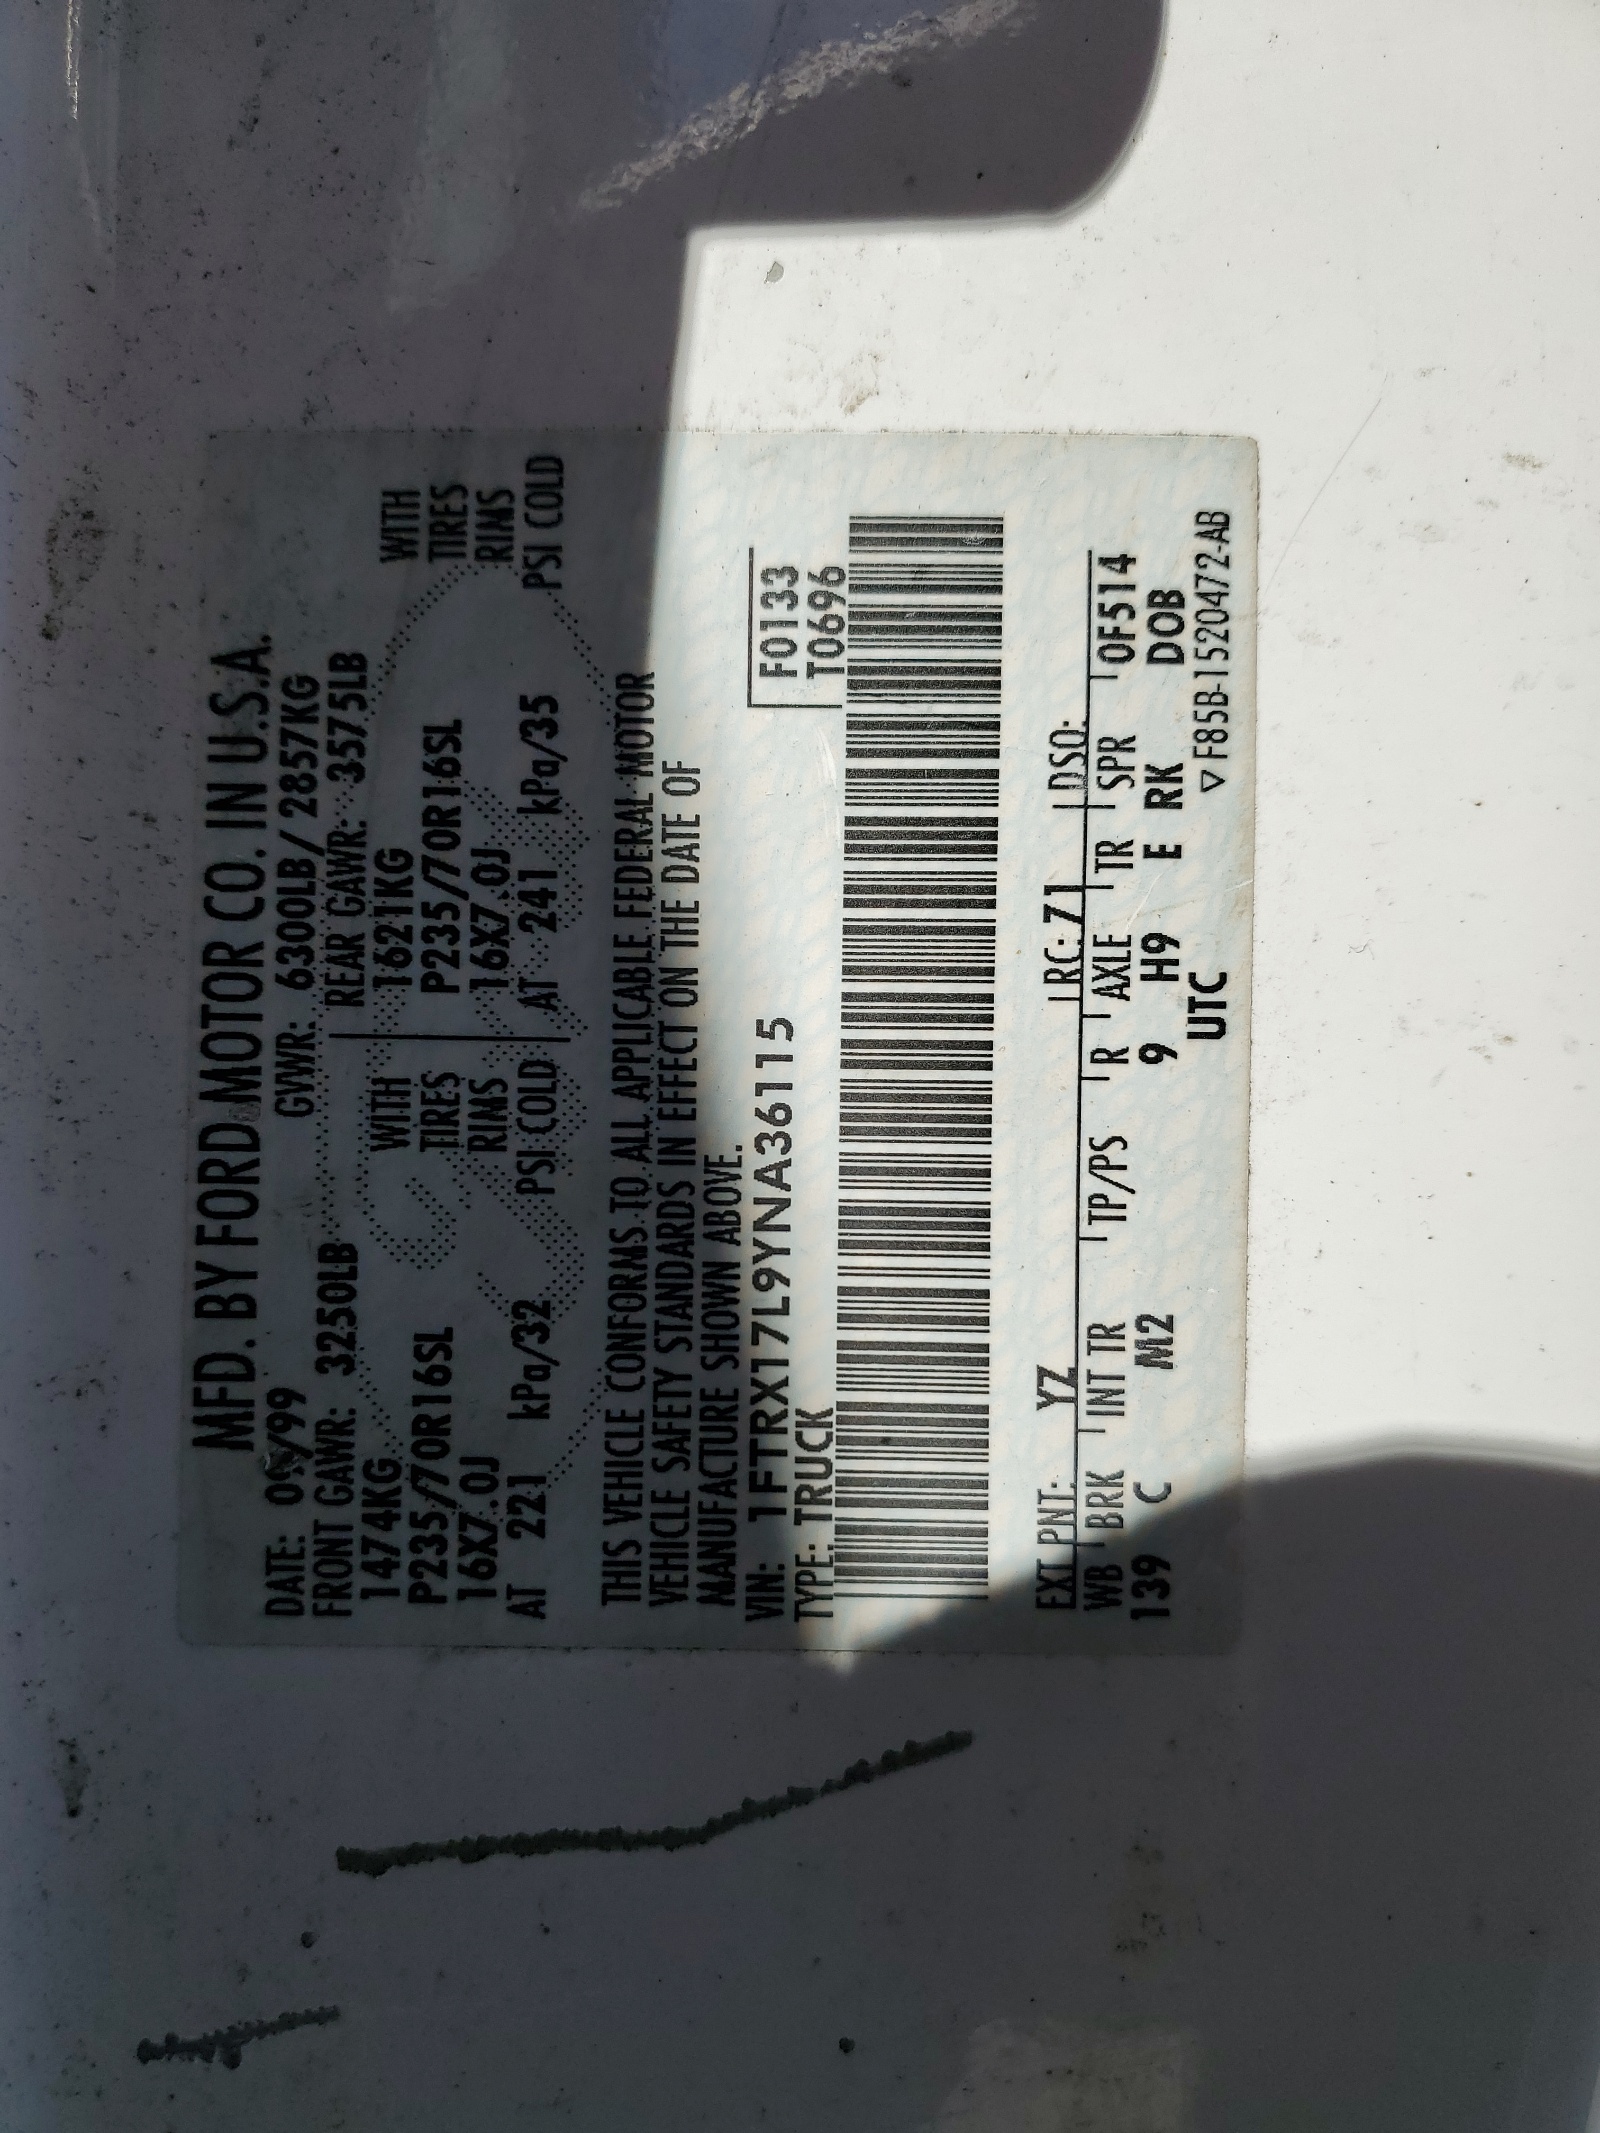 MFD. BY FORD MOTOR CO. IN U.S.A.
DATE: /99 GVWR: 6300LB / 2857KG
FRONT GAWR: 3250LB REAR GAWR: 3575LB
1474KG WITH 1621KG WITH
P235/70R16SL TIRES P235/70R16SL TIRES
16X7.0J RIMS 16X7.0J RIMS
AT 221 kPa/32 PSI COLD AT 241 kPa/35 PSI COLD
THIS VEHICLE CONFORMS TO ALL APPLICABLE FEDERAL MOTOR
VEHICLE SAFETY STANDARDS IN EFFECT ON THE DATE OF
MANUFACTURE SHOWN ABOVE.
VIN: 1FTRX17L9YNA36115 F0133
TYPE: TRUCK T0696
EXT PNT: YZ RC: 71 DSO:
WB BRK INT TR TP/PS R AXLE TR SPR 0F514
139 C M2 9 H9 E RK DOB
UTC ▽ F85B-1520472-AB